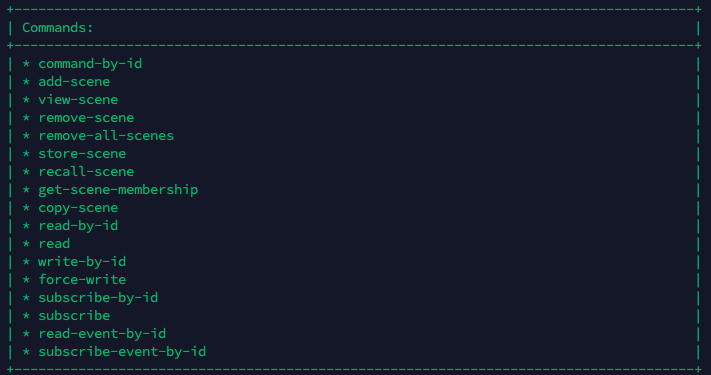 +-------------------------------------------------------------------------------------+
| Commands:                                                                           |
+-------------------------------------------------------------------------------------+
| * command-by-id                                                                     |
| * add-scene                                                                         |
| * view-scene                                                                        |
| * remove-scene                                                                      |
| * remove-all-scenes                                                                 |
| * store-scene                                                                       |
| * recall-scene                                                                      |
| * get-scene-membership                                                              |
| * copy-scene                                                                        |
| * read-by-id                                                                        |
| * read                                                                              |
| * write-by-id                                                                       |
| * force-write                                                                       |
| * subscribe-by-id                                                                   |
| * subscribe                                                                         |
| * read-event-by-id                                                                  |
| * subscribe-event-by-id                                                             |
+-------------------------------------------------------------------------------------+